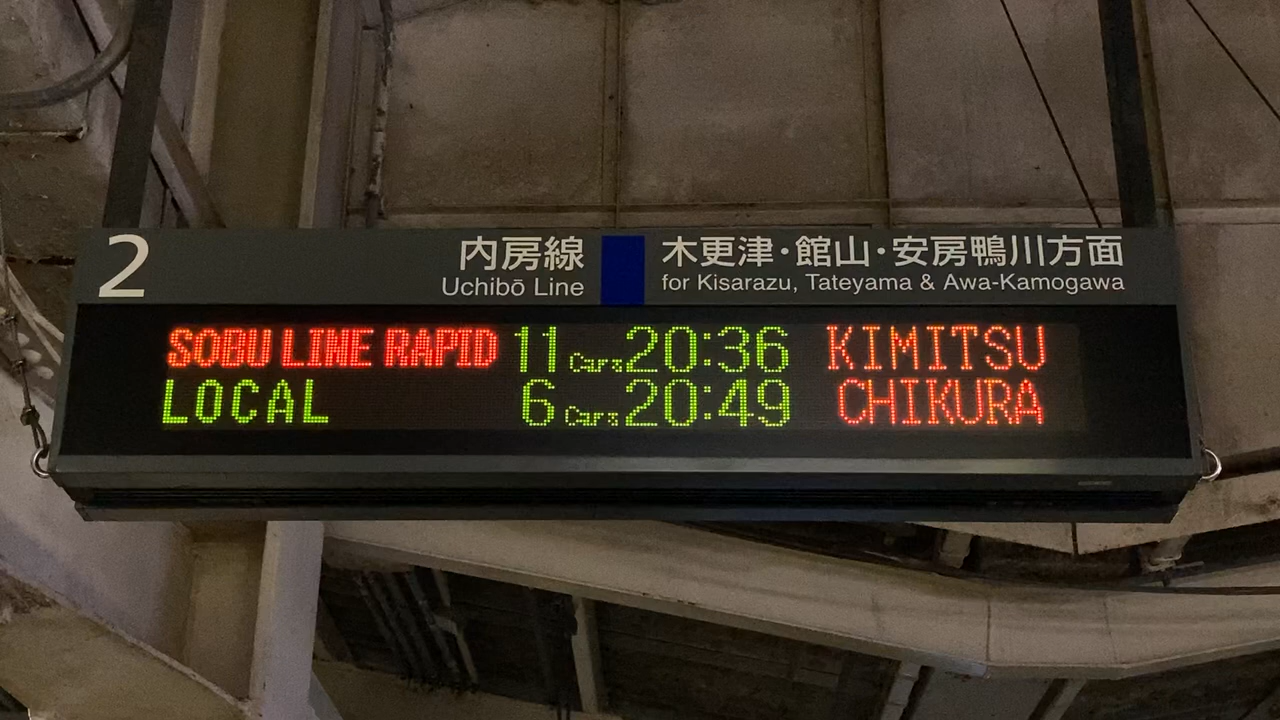 2 内房線 木更津・館山・安房鴨川方面
Uchibō Line for Kisarazu, Tateyama & Awa-Kamogawa
SOBU LINE RAPID 11 Cars 20:36 KIMITSU
LOCAL 6 Cars 20:49 CHIKURA